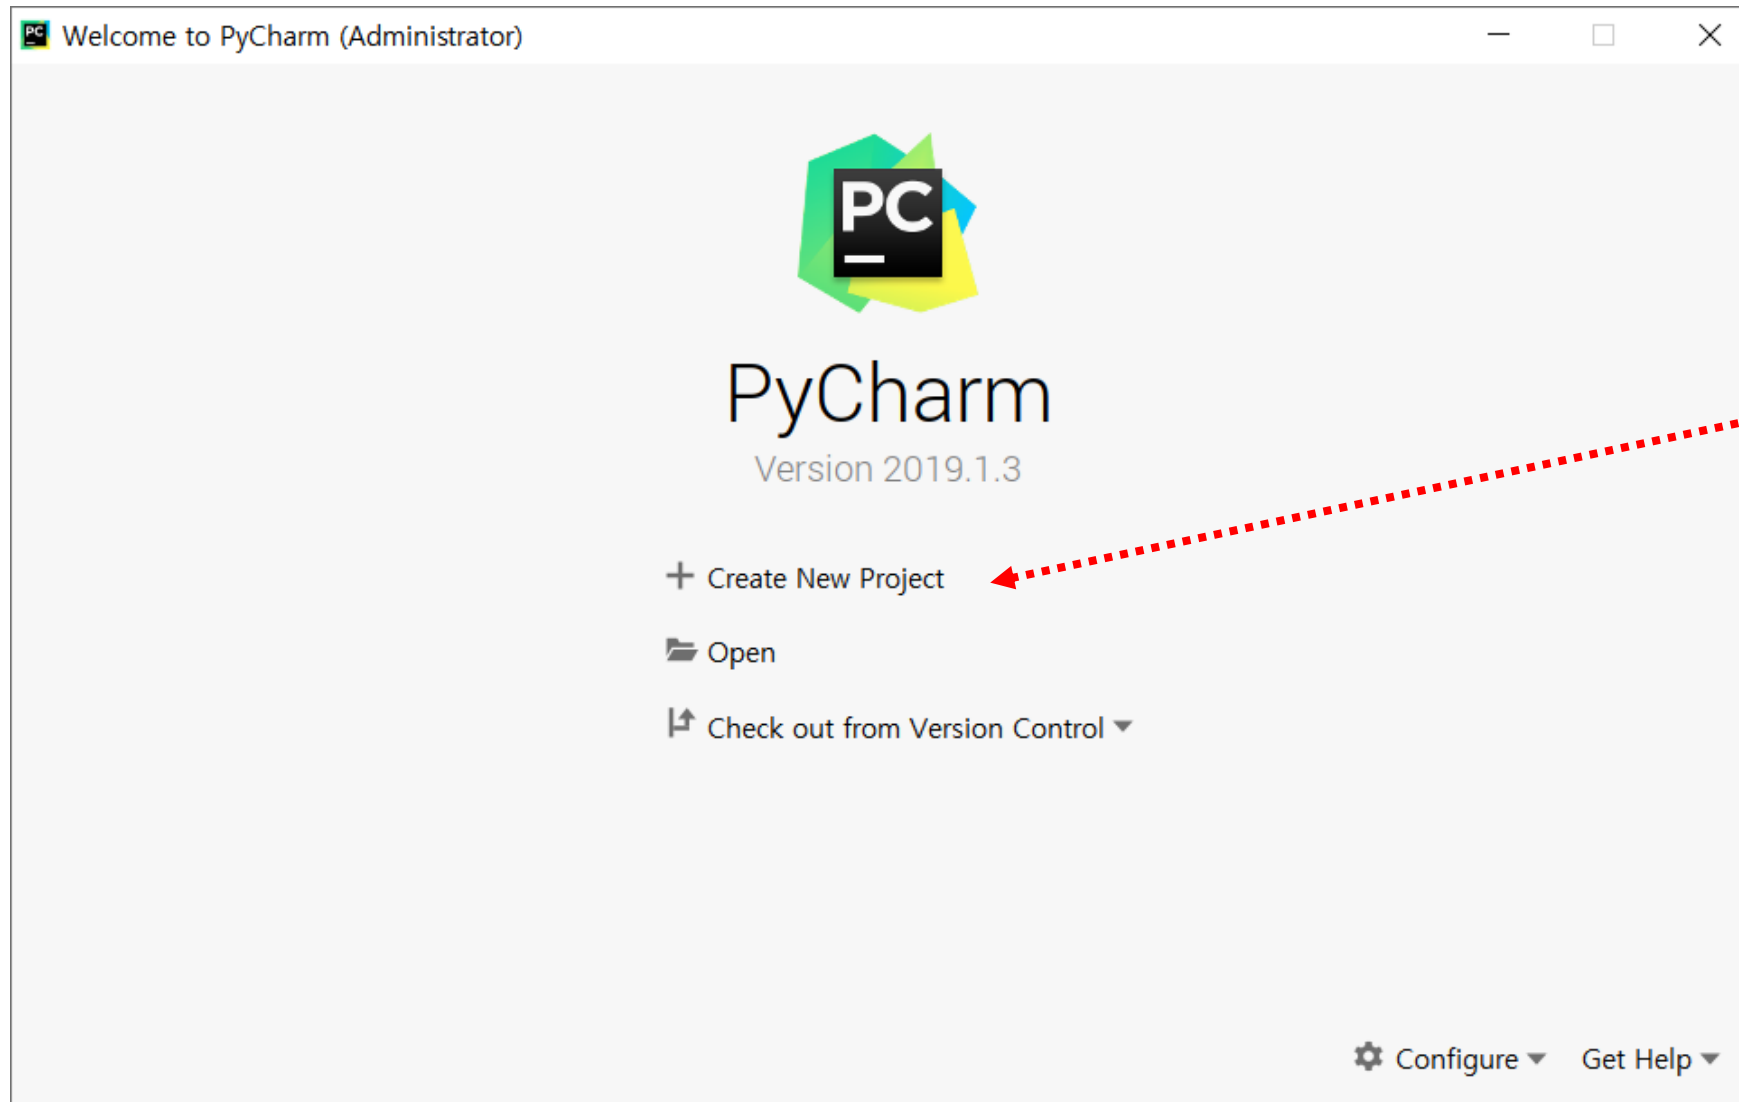 Welcome to PyCharm (Administrator)
PC
PyCharm
Version 2019.1.3
Create New Project
Open
Check out from Version Control
Configure
Get Help